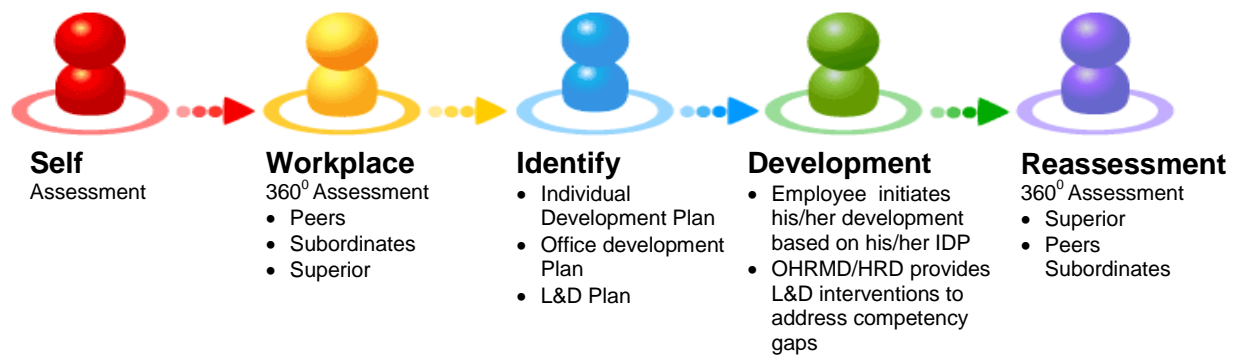 Self
Assessment
Workplace
360⁰ Assessment
• Peers
• Subordinates
• Superior
Identify
• Individual
Development Plan
• Office development
Plan
• L&D Plan
Development
• Employee initiates
his/her development
based on his/her IDP
• OHRMD/HRD provides
L&D interventions to
address competency
gaps
Reassessment
360⁰ Assessment
• Superior
• Peers
Subordinates